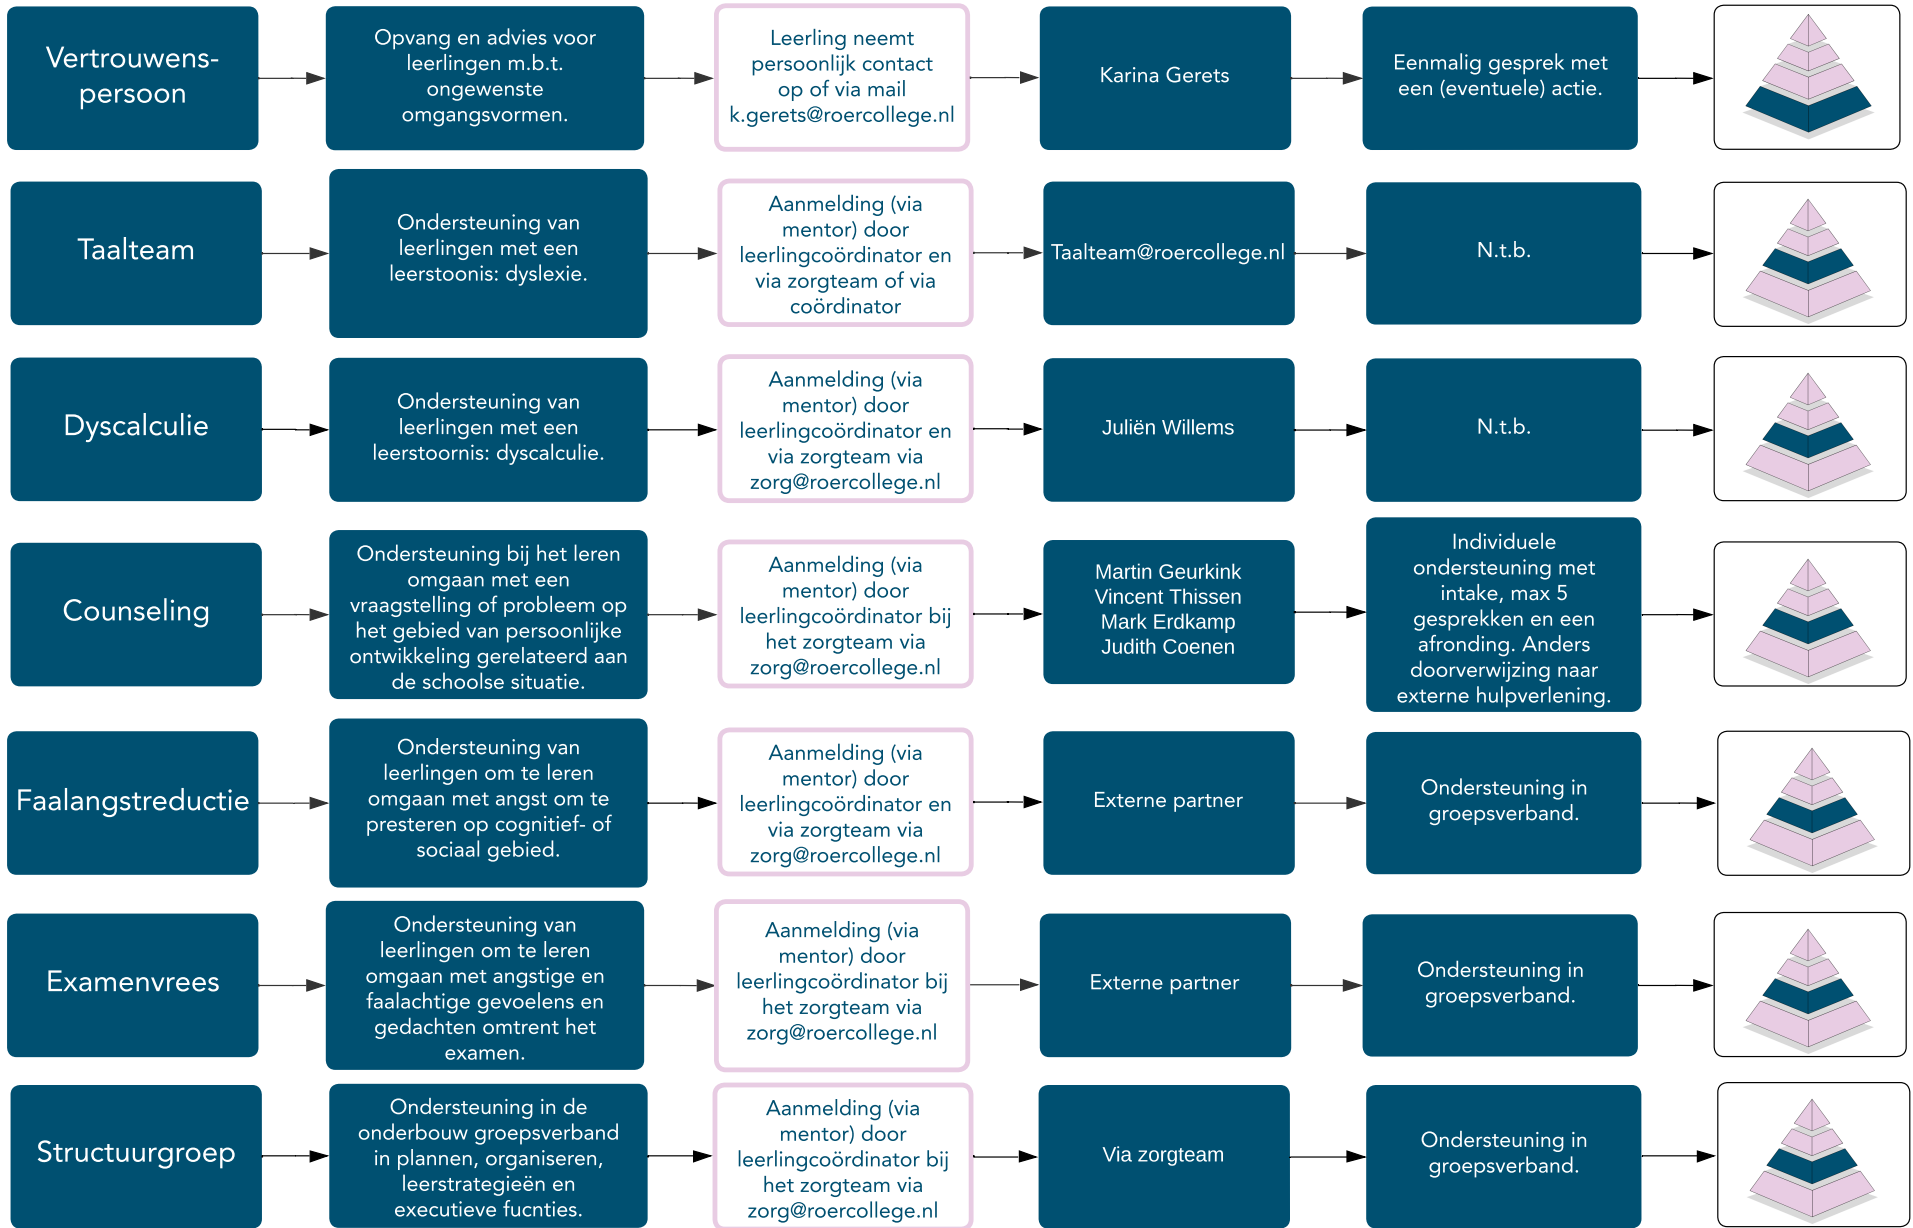 Vertrouwens-
persoon
Opvang en advies voor
leerlingen m.b.t.
ongewenste
omgangsvormen.
Leerling neemt
persoonlijk contact
op of via mail
k.gerets@roercollege.nl
Karina Gerets
Eenmalig gesprek met
een (eventuele) actie.
Taalteam
Ondersteuning van
leerlingen met een
leerstoonis: dyslexie.
Aanmelding (via
mentor) door
leerlingcoördinator en
via zorgteam of via
coördinator
Taalteam@roercollege.nl
N.t.b.
Dyscalculie
Ondersteuning van
leerlingen met een
leerstoornis: dyscalculie.
Aanmelding (via
mentor) door
leerlingcoördinator en
via zorgteam via
zorg@roercollege.nl
Juliën Willems
N.t.b.
Counseling
Ondersteuning bij het leren
omgaan met een
vraagstelling of probleem op
het gebied van persoonlijke
ontwikkeling gerelateerd aan
de schoolse situatie.
Aanmelding (via
mentor) door
leerlingcoördinator bij
het zorgteam via
zorg@roercollege.nl
Martin Geurkink
Vincent Thissen
Mark Erdkamp
Judith Coenen
Individuele
ondersteuning met
intake, max 5
gesprekken en een
afronding. Anders
doorverwijzing naar
externe hulpverlening.
Faalangstreductie
Ondersteuning van
leerlingen om te leren
omgaan met angst om te
presteren op cognitief- of
sociaal gebied.
Aanmelding (via
mentor) door
leerlingcoördinator en
via zorgteam via
zorg@roercollege.nl
Externe partner
Ondersteuning in
groepsverband.
Examenvrees
Ondersteuning van
leerlingen om te leren
omgaan met angstige en
faalachtige gevoelens en
gedachten omtrent het
examen.
Aanmelding (via
mentor) door
leerlingcoördinator bij
het zorgteam via
zorg@roercollege.nl
Externe partner
Ondersteuning in
groepsverband.
Structuurgroep
Ondersteuning in de
onderbouw groepsverband
in plannen, organiseren,
leerstrategieën en
executieve fucnties.
Aanmelding (via
mentor) door
leerlingcoördinator bij
het zorgteam via
zorg@roercollege.nl
Via zorgteam
Ondersteuning in
groepsverband.